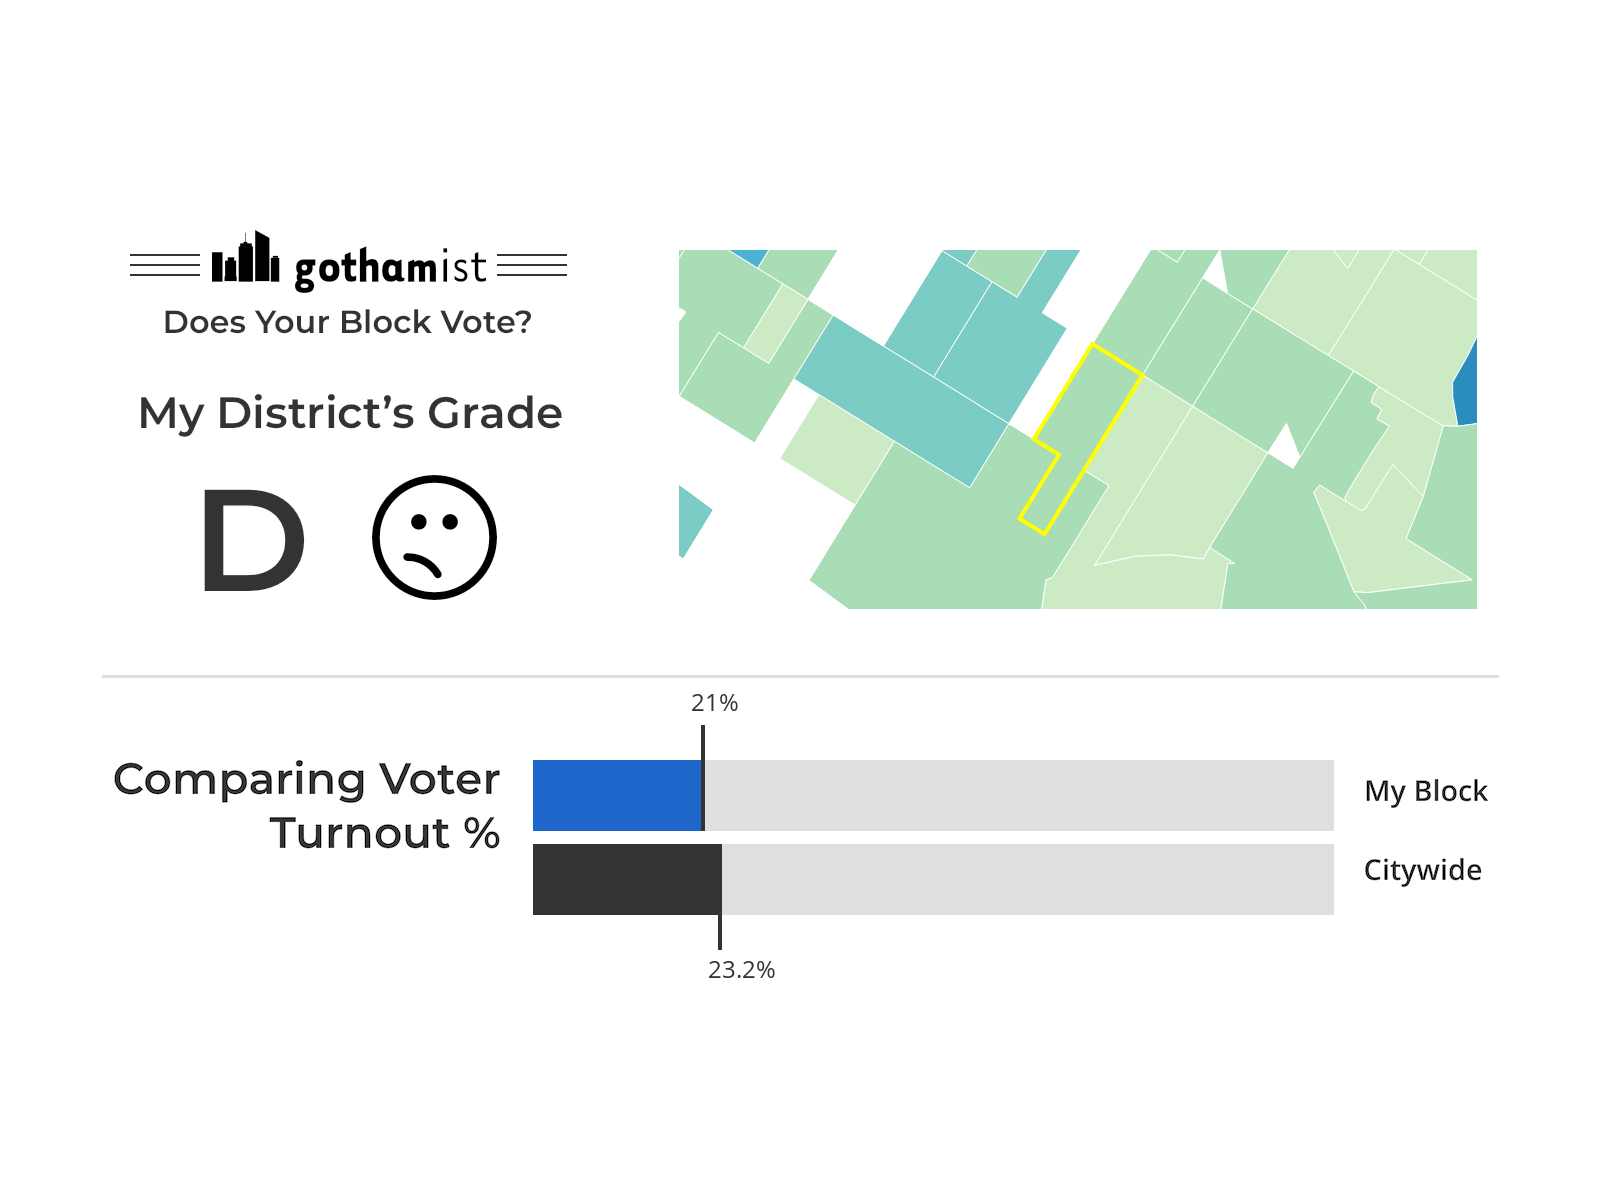 gothamist
Does Your Block Vote?
My District’s Grade
D
21%
Comparing Voter
Turnout %
My Block
Citywide
23.2%